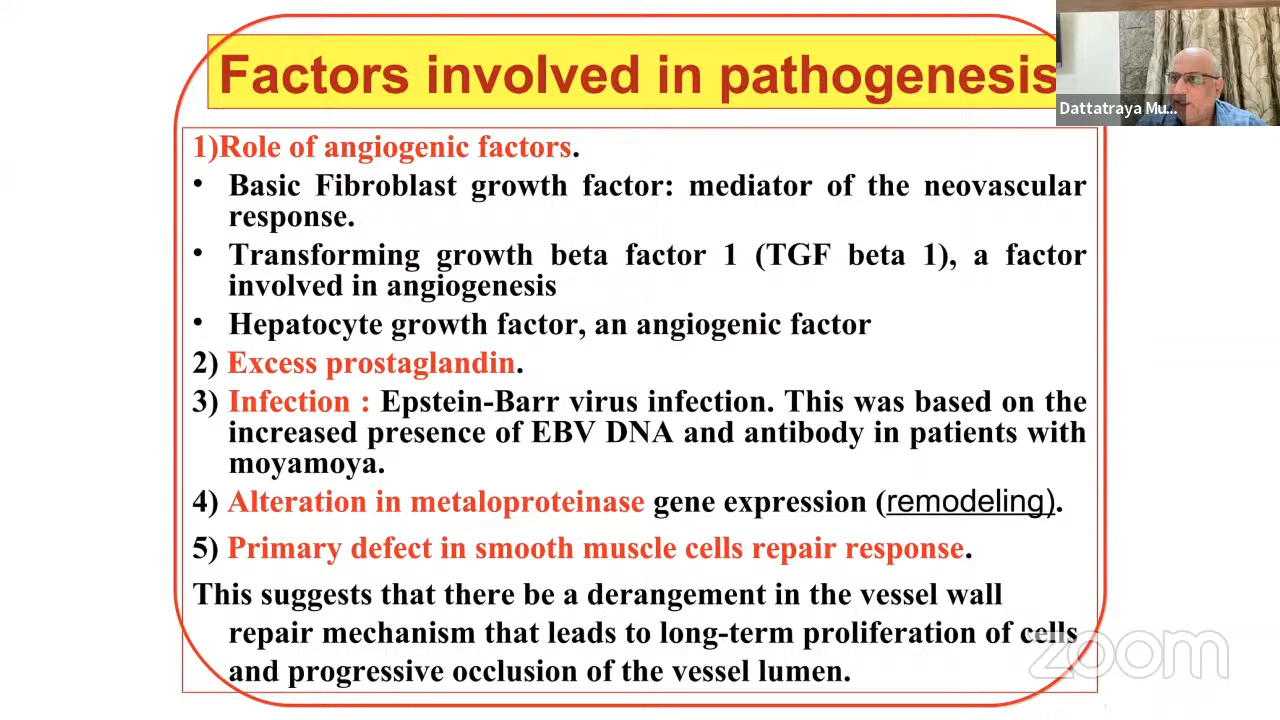 Factors involved in pathogenesis
Dattatraya Mu...
1)Role of angiogenic factors.
• Basic Fibroblast growth factor: mediator of the neovascular
response.
• Transforming growth beta factor 1 (TGF beta 1), a factor
involved in angiogenesis
• Hepatocyte growth factor, an angiogenic factor
2) Excess prostaglandin.
3) Infection : Epstein-Barr virus infection. This was based on the
increased presence of EBV DNA and antibody in patients with
moyamoya.
4) Alteration in metaloproteinase gene expression (remodeling).
5) Primary defect in smooth muscle cells repair response.
This suggests that there be a derangement in the vessel wall
repair mechanism that leads to long-term proliferation of cells
and progressive occlusion of the vessel lumen.
zoom